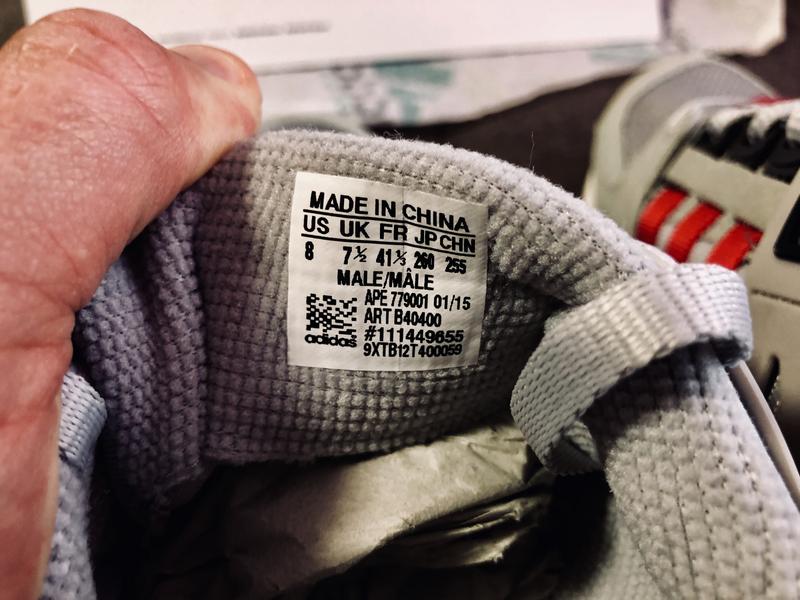 MADE IN CHINA
US UK FR JP CHN
8 7½ 41⅓ 260 255
MALE/MÂLE
APE 779001 01/15
ART B40400
#111449655
adidas 9XTB12T400059